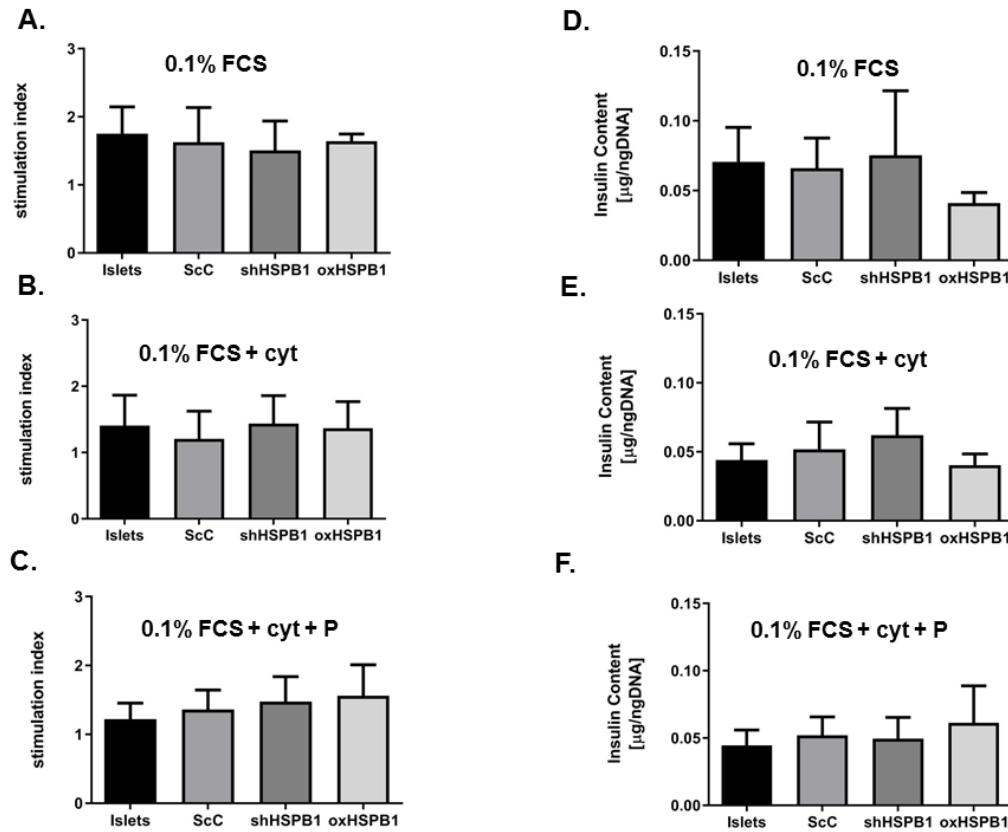 A.
0.1% FCS
stimulation index
3
2
1
0
Islets ScC shHSPB1 oxHSPB1
B.
0.1% FCS + cyt
stimulation index
3
2
1
0
Islets ScC shHSPB1 oxHSPB1
C.
0.1% FCS + cyt + P
stimulation index
3
2
1
0
Islets ScC shHSPB1 oxHSPB1
D.
0.1% FCS
Insulin Content
[µg/ngDNA]
0.15
0.10
0.05
0.00
Islets ScC shHSPB1 oxHSPB1
E.
0.1% FCS + cyt
Insulin Content
[µg/ngDNA]
0.15
0.10
0.05
0.00
Islets ScC shHSPB1 oxHSPB1
F.
0.1% FCS + cyt + P
Insulin Content
[µg/ngDNA]
0.15
0.10
0.05
0.00
Islets ScC shHSPB1 oxHSPB1